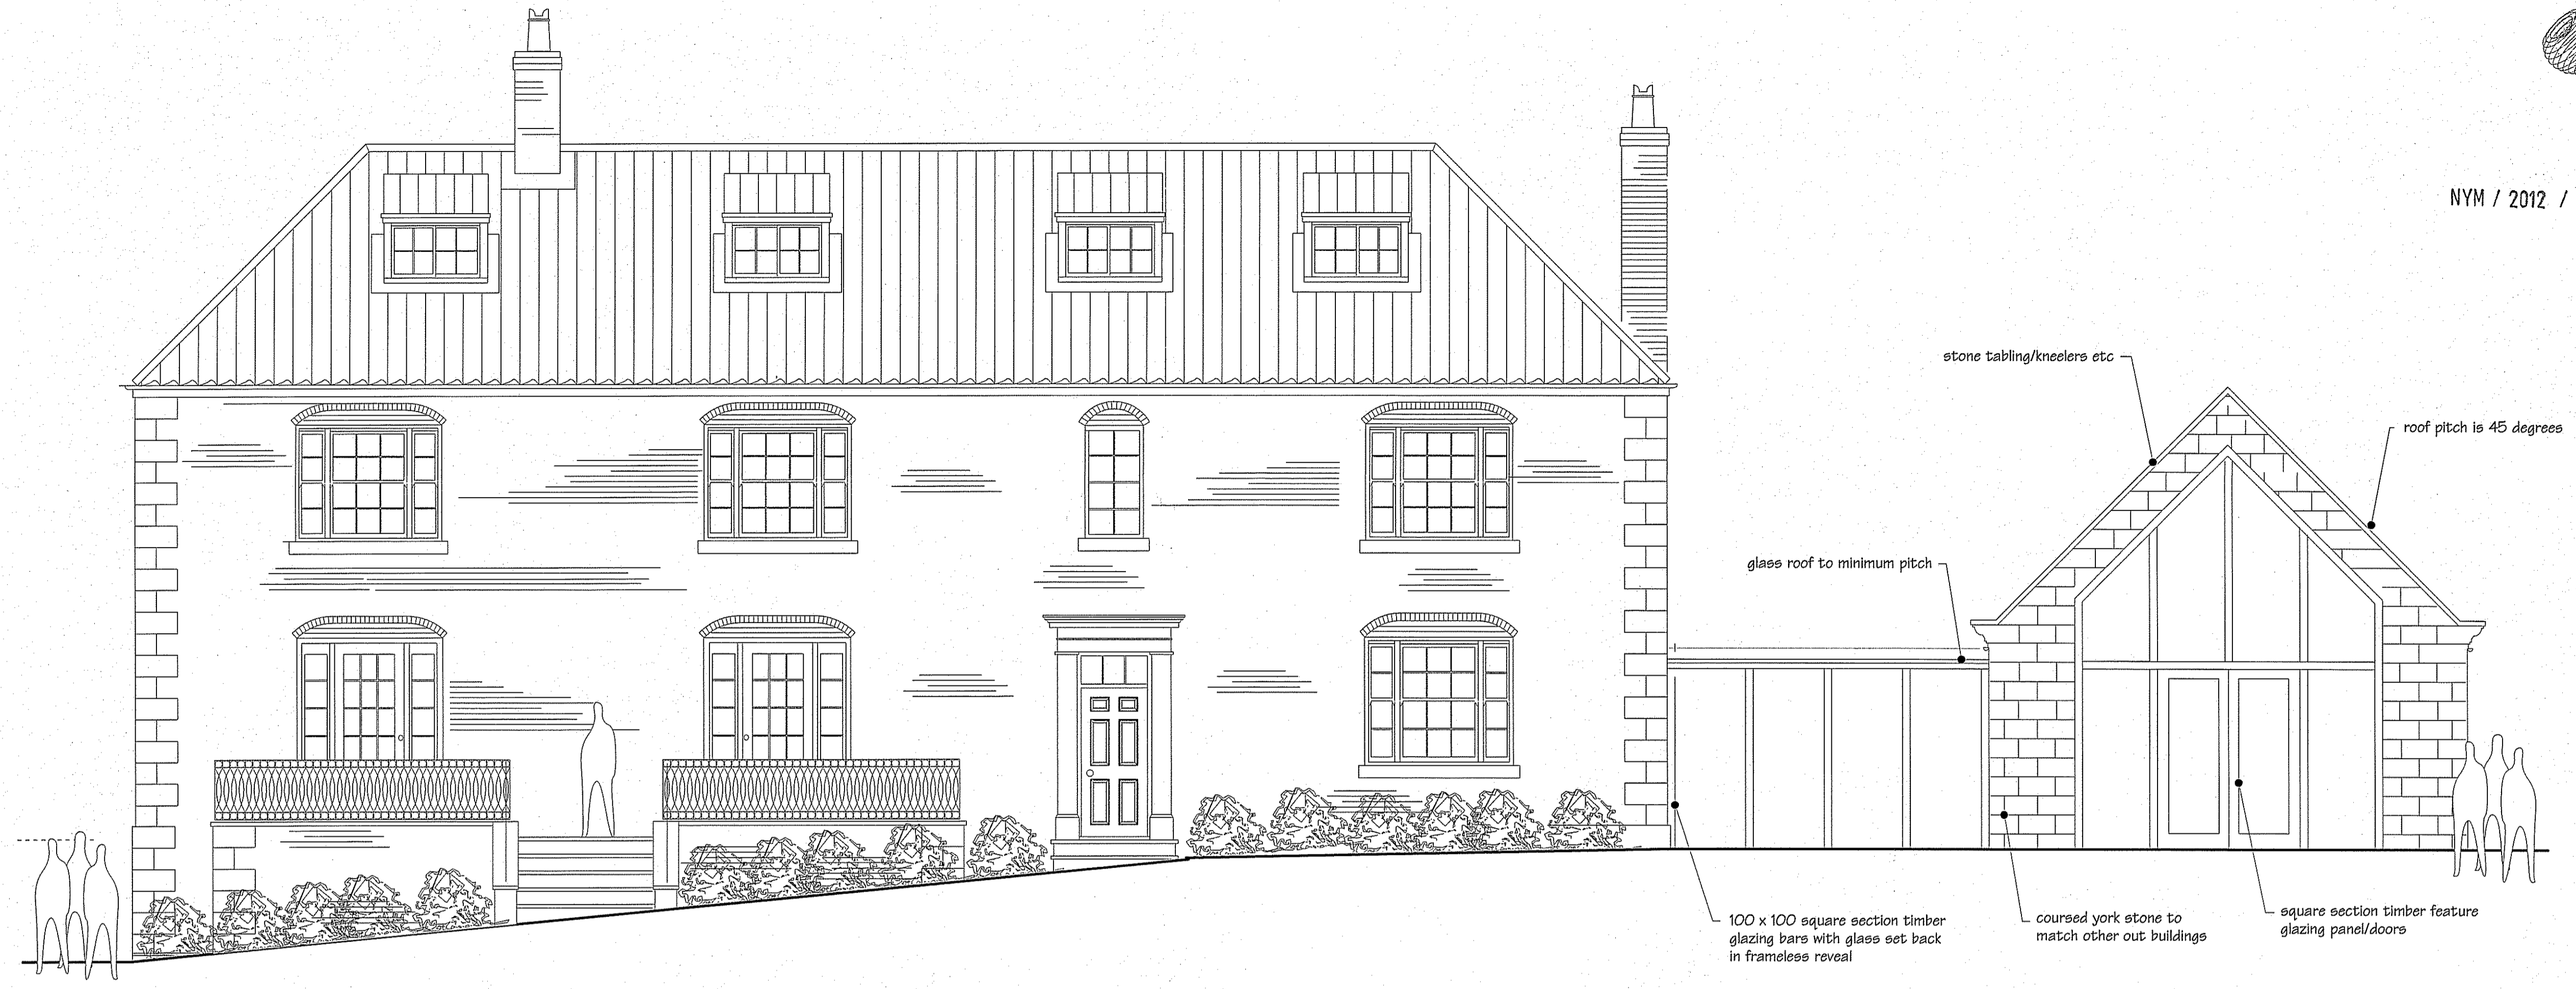 NYM / 2012 /
stone tabling/kneelers etc
roof pitch is 45 degrees
glass roof to minimum pitch
100 x 100 square section timber
glazing bars with glass set back
in frameless reveal
coursed york stone to
match other out buildings
square section timber feature
glazing panel/doors